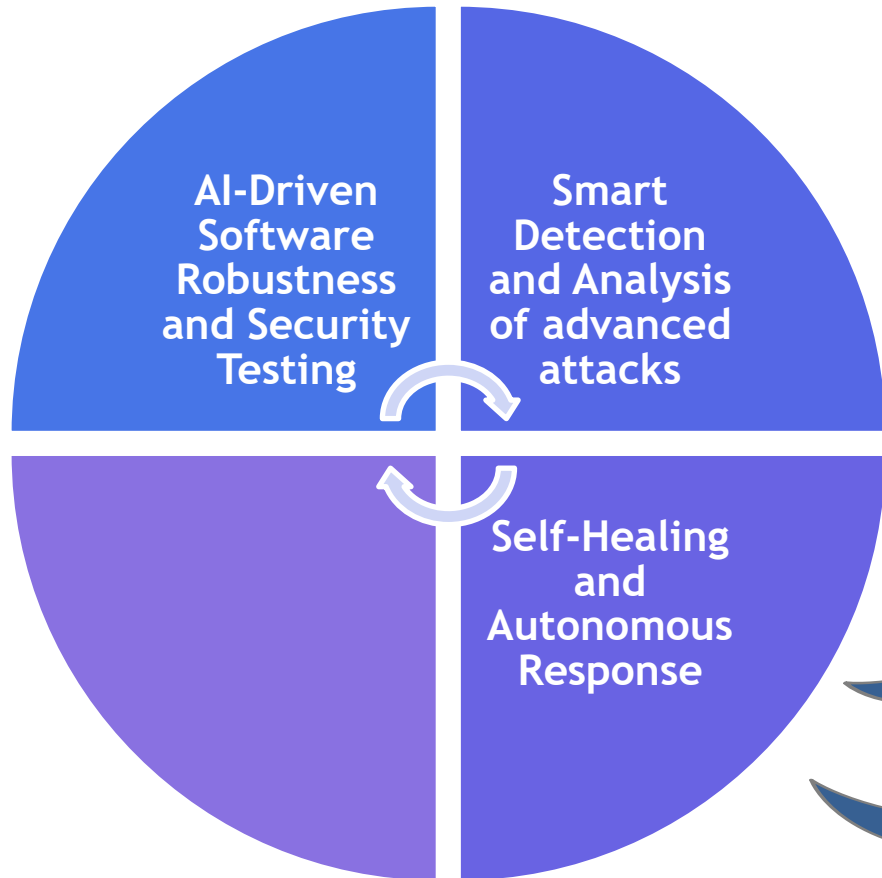 AI-Driven
Software
Robustness
and Security
Testing
Smart
Detection
and Analysis
of advanced
attacks
Self-Healing
and
Autonomous
Response